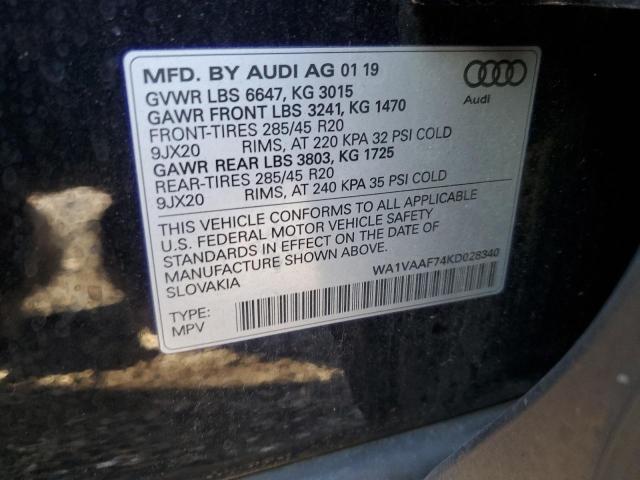 MFD. BY AUDI AG 01 19
GVWR LBS 6647, KG 3015
GAWR FRONT LBS 3241, KG 1470
FRONT-TIRES 285/45 R20
9JX20 RIMS, AT 220 KPA 32 PSI COLD
GAWR REAR LBS 3803, KG 1725
REAR-TIRES 285/45 R20
9JX20 RIMS, AT 240 KPA 35 PSI COLD
Audi
THIS VEHICLE CONFORMS TO ALL APPLICABLE
U.S. FEDERAL MOTOR VEHICLE SAFETY
STANDARDS IN EFFECT ON THE DATE OF
MANUFACTURE SHOWN ABOVE.
SLOVAKIA
WA1VAAF74KD028340
TYPE:
MPV